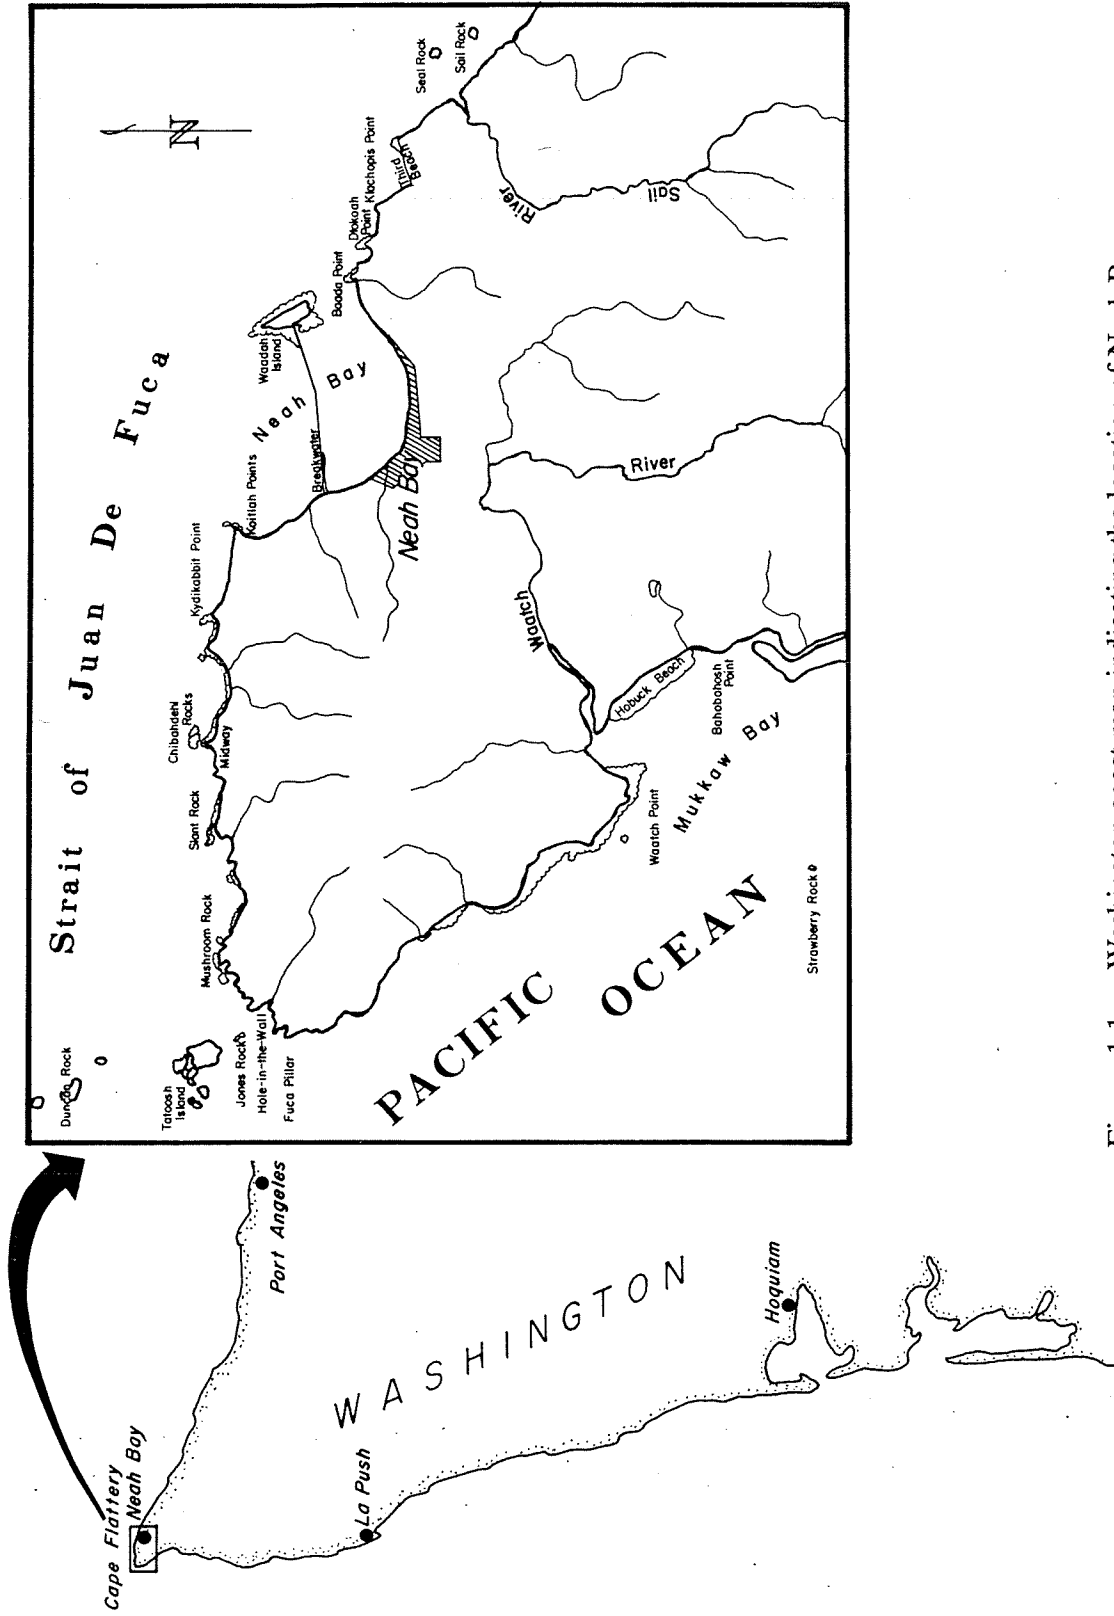 Strait of Juan De Fuca
N
Duncan Rock
Tatoosh
Island
Jones Rock
Hole-in-the-Wall
Fuca Pillar
Mushroom Rock
Slant Rock
Chibahdehl
Rocks
Midway
Kydikabbit Point
Koitlah Points
Neah Bay
Breakwater
Waadah
Island
Baada Point
Dtokoah
Point
Klachopis Point
Third
Beach
Seal Rock
Sail Rock
Neah Bay
Sail
River
Waatch
River
Hobuck Beach
Bahobohosh
Point
Mukkaw Bay
Waatch Point
Strawberry Rock
PACIFIC
OCEAN
Cape Flattery
Neah Bay
Port Angeles
La Push
WASHINGTON
Hoquiam